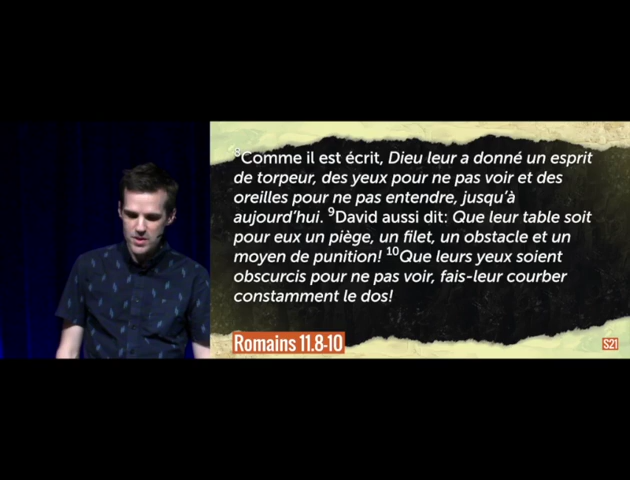 ⁸Comme il est écrit, Dieu leur a donné un esprit
de torpeur, des yeux pour ne pas voir et des
oreilles pour ne pas entendre, jusqu'à
aujourd'hui. ⁹David aussi dit: Que leur table soit
pour eux un piège, un filet, un obstacle et un
moyen de punition! ¹⁰Que leurs yeux soient
obscurcis pour ne pas voir, fais-leur courber
constamment le dos!
Romains 11.8-10
S21